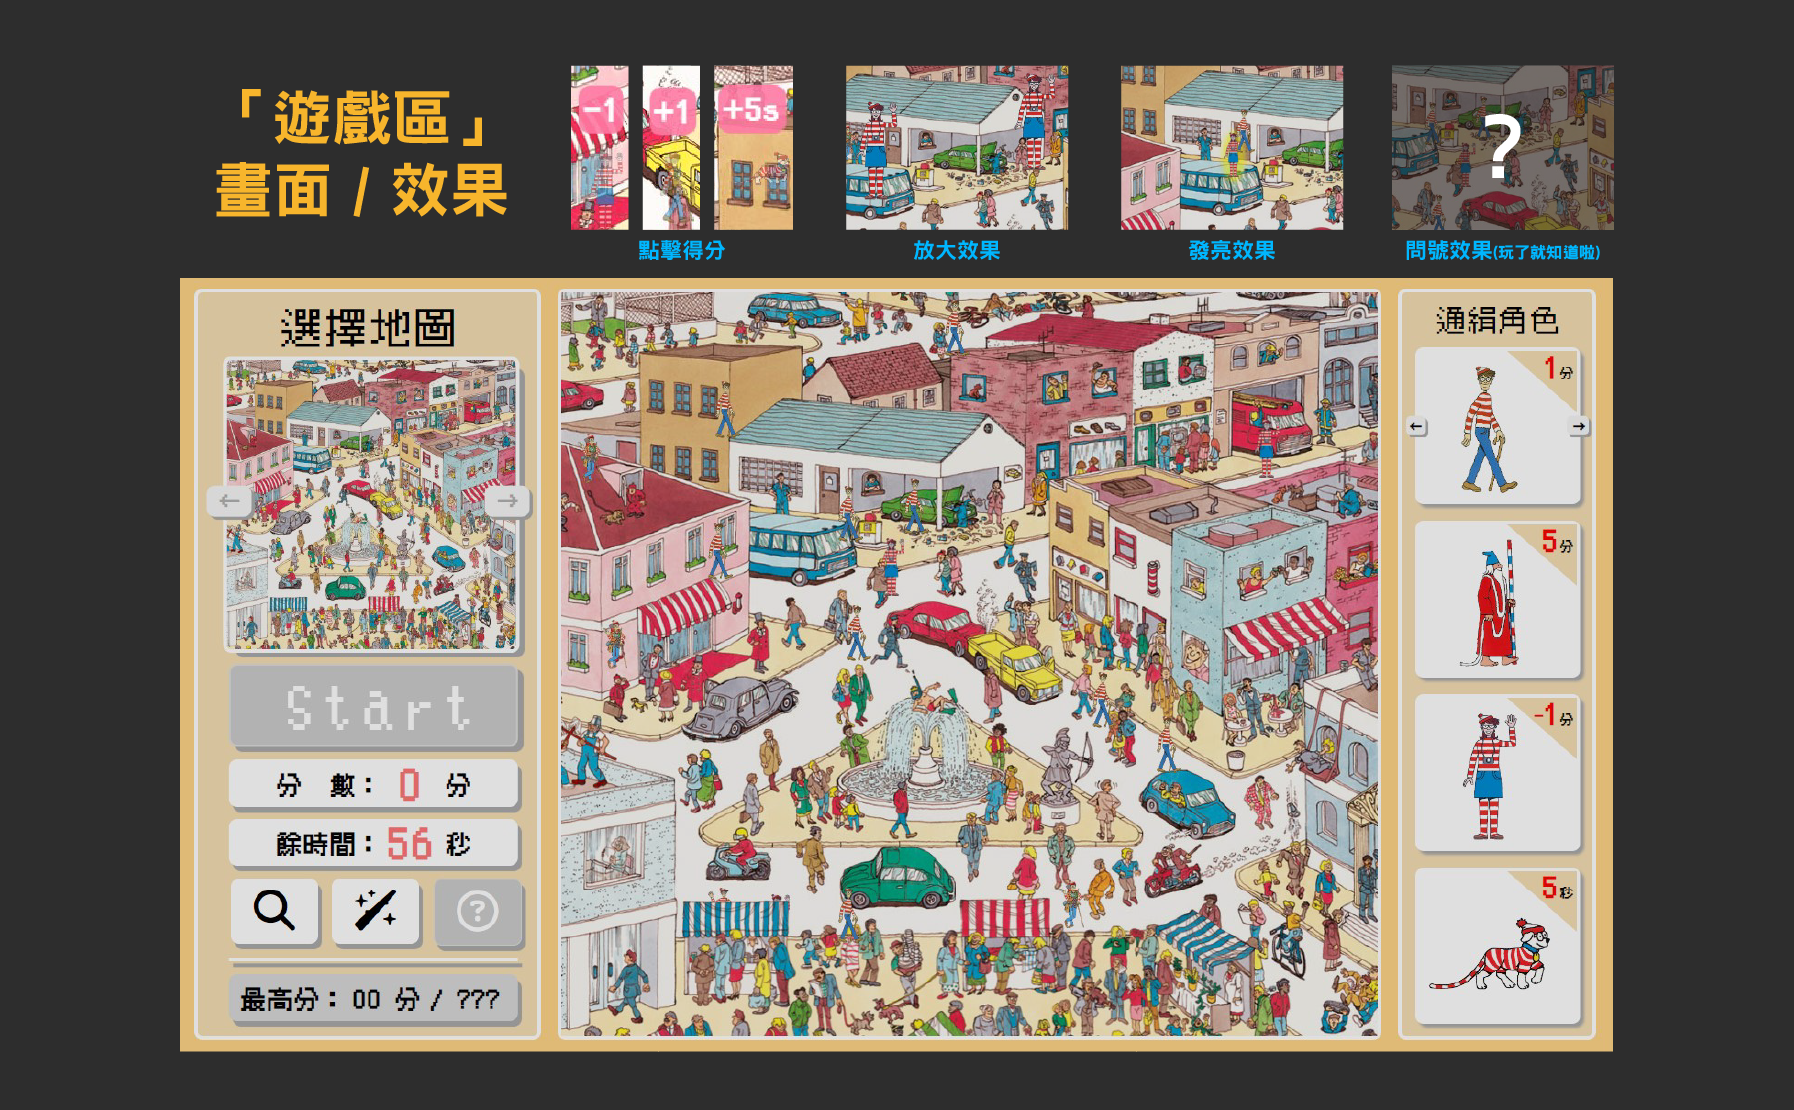 「遊戲區」
畫面 / 效果
-1
+1
+5s
點擊得分
放大效果
發亮效果
?
問號效果(玩了就知道啦)
選擇地圖
←
→
Start
分 數: 0 分
餘時間: 56 秒
?
最高分: 00 分 / ???
通緝角色
1分
←
→
5分
-1分
5秒